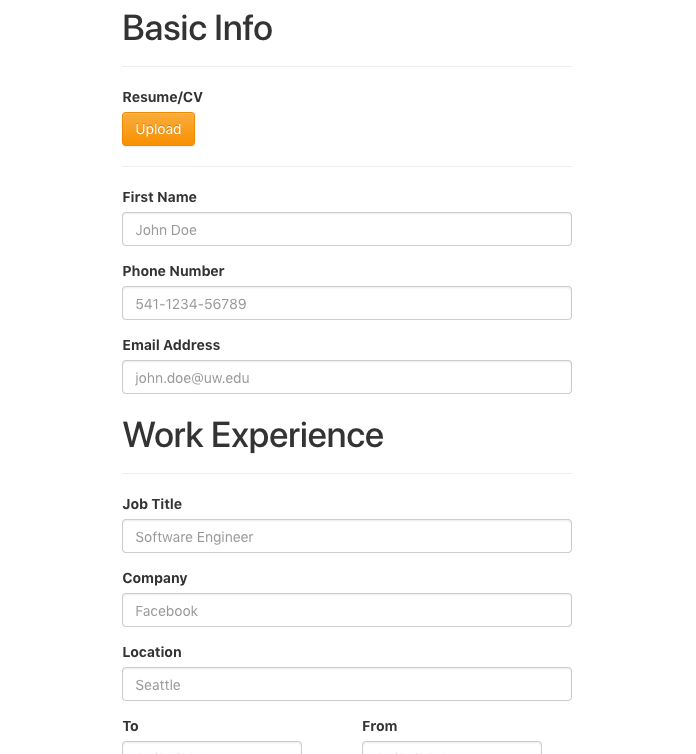 Basic Info
Resume/CV
Upload
First Name
John Doe
Phone Number
541-1234-56789
Email Address
john.doe@uw.edu
Work Experience
Job Title
Software Engineer
Company
Facebook
Location
Seattle
To From